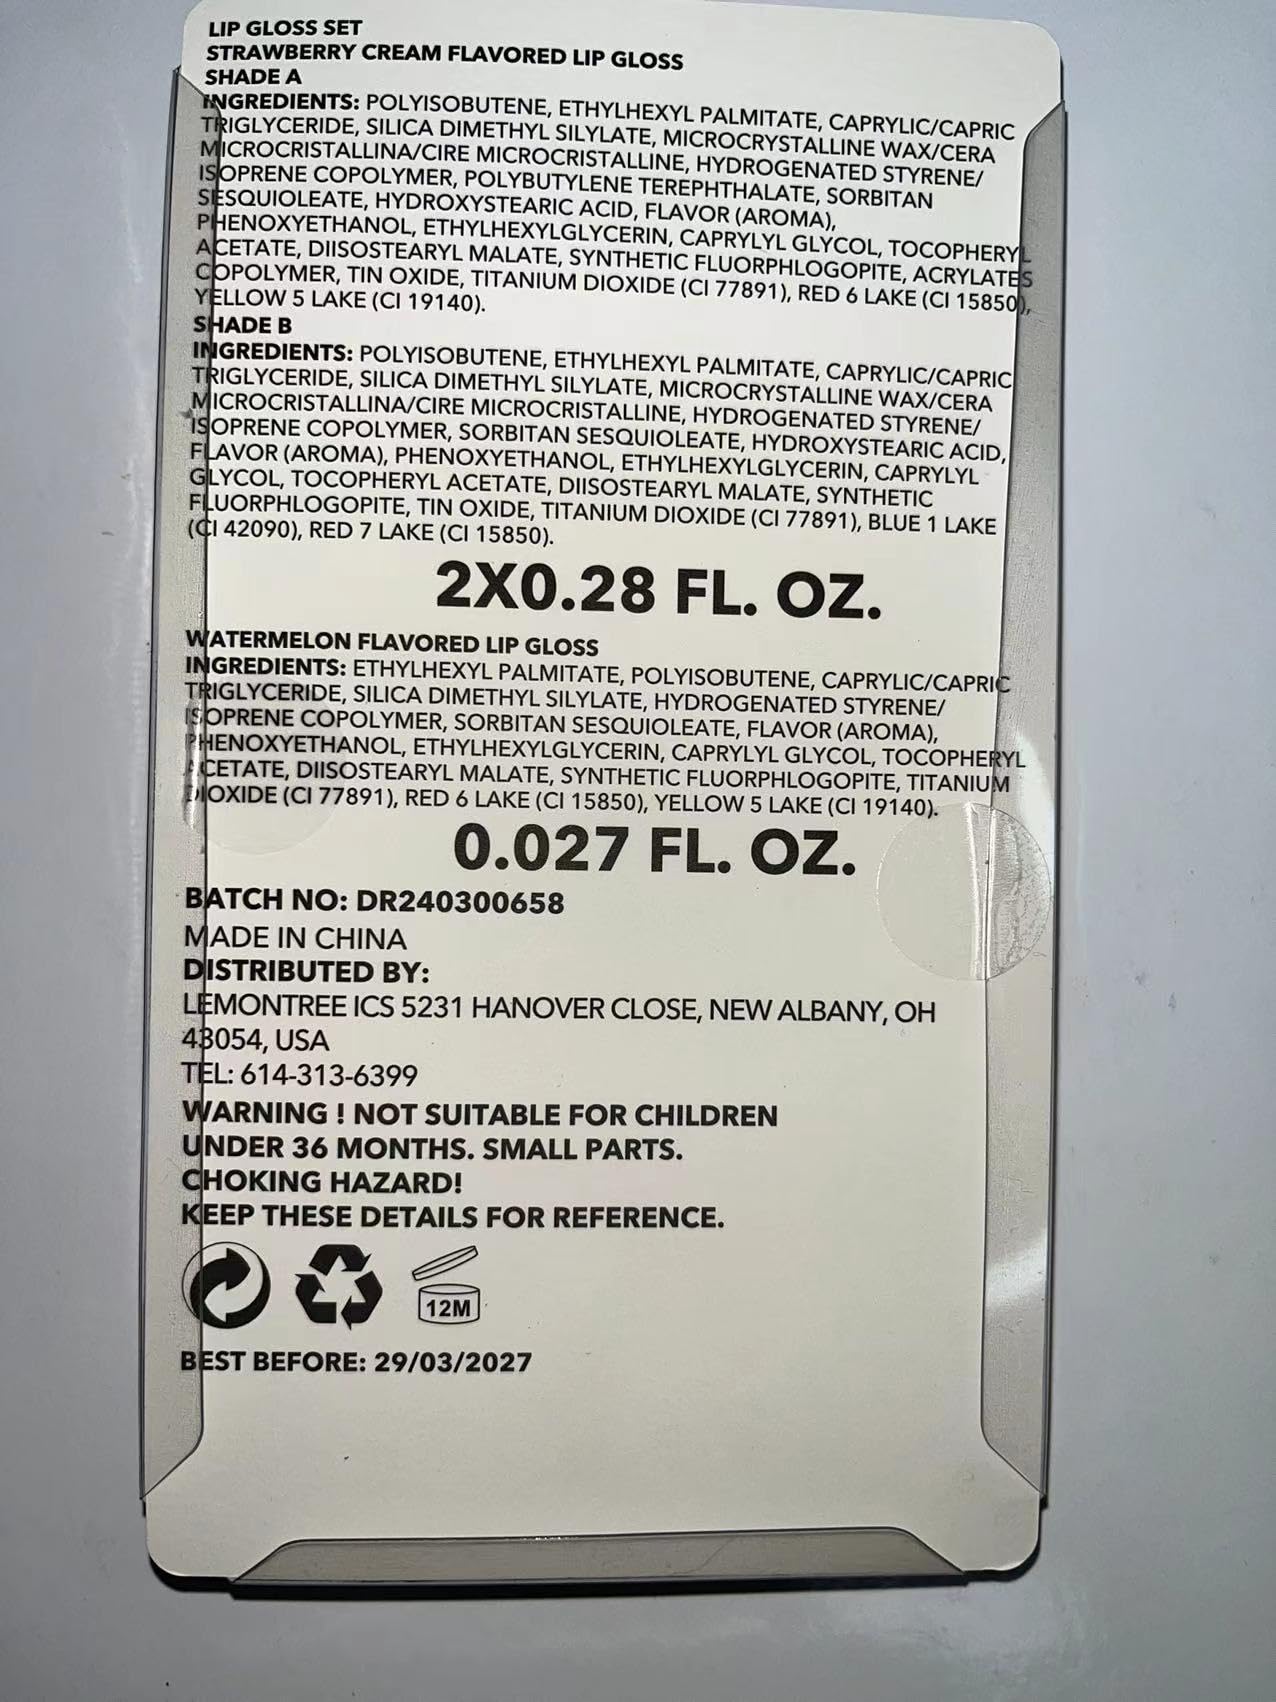 LIP GLOSS SET
STRAWBERRY CREAM FLAVORED LIP GLOSS
SHADE A
INGREDIENTS: POLYISOBUTENE, ETHYLHEXYL PALMITATE, CAPRYLIC/CAPRIC
TRIGLYCERIDE, SILICA DIMETHYL SILYLATE, MICROCRYSTALLINE WAX/CERA
MICROCRISTALLINA/CIRE MICROCRISTALLINE, HYDROGENATED STYRENE/
ISOPRENE COPOLYMER, POLYBUTYLENE TEREPHTHALATE, SORBITAN
SESQUIOLEATE, HYDROXYSTEARIC ACID, FLAVOR (AROMA),
PHENOXYETHANOL, ETHYLHEXYLGLYCERIN, CAPRYLYL GLYCOL, TOCOPHERYL
ACETATE, DIISOSTEARYL MALATE, SYNTHETIC FLUORPHLOGOPITE, ACRYLATES
COPOLYMER, TIN OXIDE, TITANIUM DIOXIDE (CI 77891), RED 6 LAKE (CI 15850),
YELLOW 5 LAKE (CI 19140).
SHADE B
INGREDIENTS: POLYISOBUTENE, ETHYLHEXYL PALMITATE, CAPRYLIC/CAPRIC
TRIGLYCERIDE, SILICA DIMETHYL SILYLATE, MICROCRYSTALLINE WAX/CERA
MICROCRISTALLINA/CIRE MICROCRISTALLINE, HYDROGENATED STYRENE/
ISOPRENE COPOLYMER, SORBITAN SESQUIOLEATE, HYDROXYSTEARIC ACID,
FLAVOR (AROMA), PHENOXYETHANOL, ETHYLHEXYLGLYCERIN, CAPRYLYL
GLYCOL, TOCOPHERYL ACETATE, DIISOSTEARYL MALATE, SYNTHETIC
FLUORPHLOGOPITE, TIN OXIDE, TITANIUM DIOXIDE (CI 77891), BLUE 1 LAKE
(CI 42090), RED 7 LAKE (CI 15850).
2X0.28 FL. OZ.
WATERMELON FLAVORED LIP GLOSS
INGREDIENTS: ETHYLHEXYL PALMITATE, POLYISOBUTENE, CAPRYLIC/CAPRIC
TRIGLYCERIDE, SILICA DIMETHYL SILYLATE, HYDROGENATED STYRENE/
ISOPRENE COPOLYMER, SORBITAN SESQUIOLEATE, FLAVOR (AROMA),
PHENOXYETHANOL, ETHYLHEXYLGLYCERIN, CAPRYLYL GLYCOL, TOCOPHERYL
ACETATE, DIISOSTEARYL MALATE, SYNTHETIC FLUORPHLOGOPITE, TITANIUM
DIOXIDE (CI 77891), RED 6 LAKE (CI 15850), YELLOW 5 LAKE (CI 19140).
0.027 FL. OZ.
BATCH NO: DR240300658
MADE IN CHINA
DISTRIBUTED BY:
LEMONTREE ICS 5231 HANOVER CLOSE, NEW ALBANY, OH
43054, USA
TEL: 614-313-6399
WARNING ! NOT SUITABLE FOR CHILDREN
UNDER 36 MONTHS. SMALL PARTS.
CHOKING HAZARD!
KEEP THESE DETAILS FOR REFERENCE.
12M
BEST BEFORE: 29/03/2027